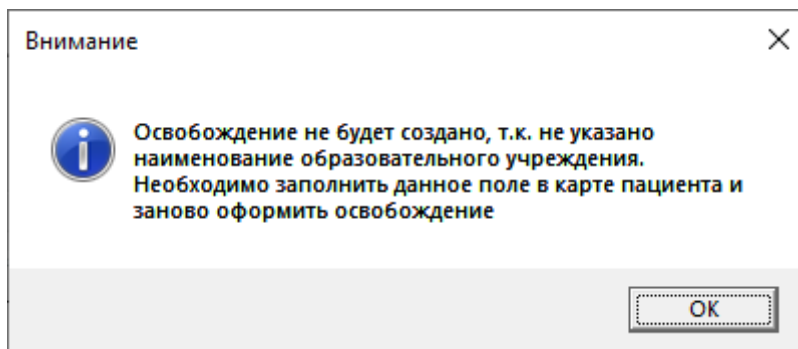 Внимание
Освобождение не будет создано, т.к. не указано
наименование образовательного учреждения.
Необходимо заполнить данное поле в карте пациента и
заново оформить освобождение
ОК